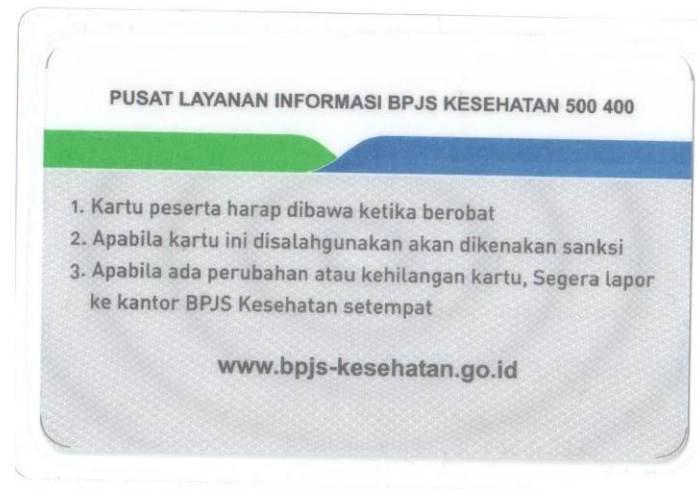 PUSAT LAYANAN INFORMASI BPJS KESEHATAN 500 400
1. Kartu peserta harap dibawa ketika berobat
2. Apabila kartu ini disalahgunakan akan dikenakan sanksi
3. Apabila ada perubahan atau kehilangan kartu, Segera lapor
ke kantor BPJS Kesehatan setempat
www.bpjs-kesehatan.go.id